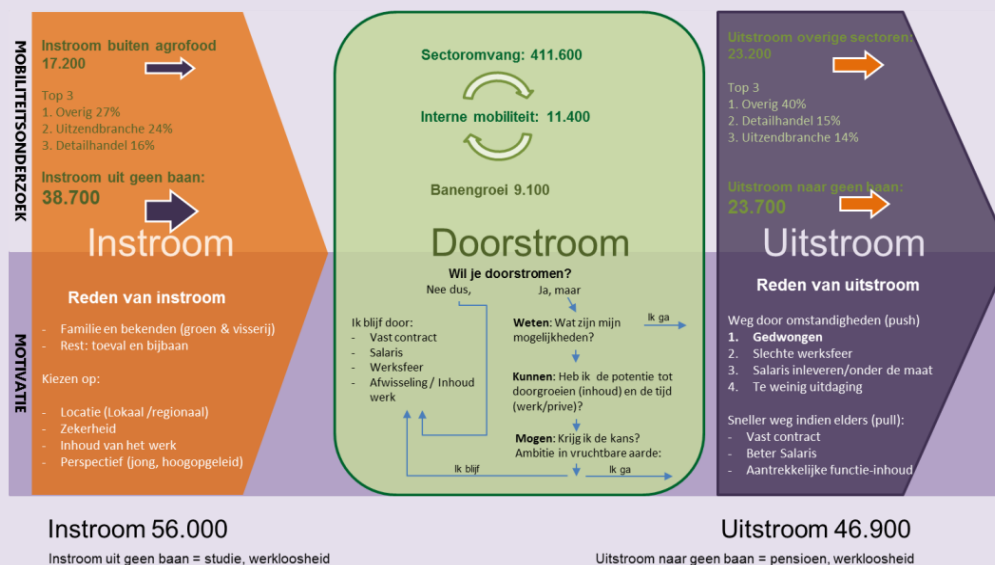 MOBILITEITSONDERZOEK
Instroom buiten agrofood
17.200
Top 3
1. Overig 27%
2. Uitzendbranche 24%
3. Detailhandel 16%
Instroom uit geen baan:
38.700
Instroom
Sectoromvang: 411.600
Interne mobiliteit: 11.400
Banengroei 9.100
Doorstroom
Uitstroom overige sectoren:
23.200
Top 3
1. Overig 40%
2. Detailhandel 15%
3. Uitzendbranche 14%
Uitstroom naar geen baan:
23.700
Uitstroom
MOTIVATIE
Reden van instroom
- Familie en bekenden (groen & visserij)
- Rest: toeval en bijbaan
Kiezen op:
- Locatie (Lokaal /regionaal)
- Zekerheid
- Inhoud van het werk
- Perspectief (jong, hoogopgeleid)
Wil je doorstromen?
Nee dus,
Ja, maar
Ik blijf door:
- Vast contract
- Salaris
- Werksfeer
- Afwisseling / Inhoud
werk
Weten: Wat zijn mijn
mogelijkheden?
Ik ga
Kunnen: Heb ik de potentie tot
doorgroeien (inhoud) en de tijd
(werk/prive)?
Mogen: Krijg ik de kans?
Ambitie in vruchtbare aarde:
Ik blijf
Ik ga
Reden van uitstroom
Weg door omstandigheden (push)
1. Gedwongen
2. Slechte werksfeer
3. Salaris inleveren/onder de maat
4. Te weinig uitdaging
Sneller weg indien elders (pull):
- Vast contract
- Beter Salaris
- Aantrekkelijke functie-inhoud
Instroom 56.000
Instroom uit geen baan = studie, werkloosheid
Uitstroom 46.900
Uitstroom naar geen baan = pensioen, werkloosheid